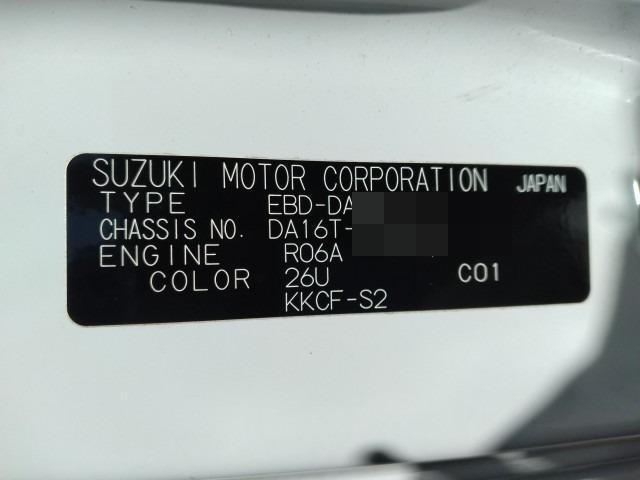 SUZUKI MOTOR CORPORATION JAPAN
TYPE EBD-DA
CHASSIS NO. DA16T-
ENGINE R06A
COLOR 26U C01
KKCF-S2